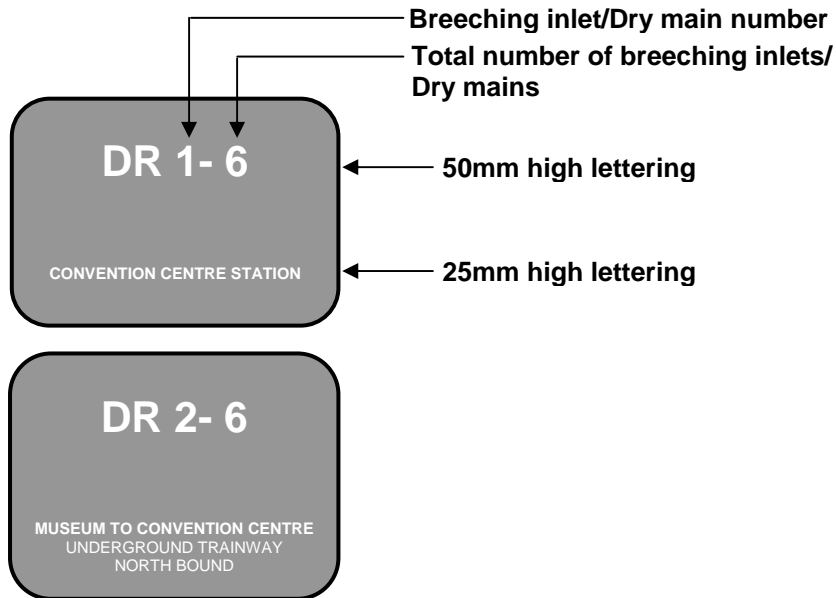 Breeching inlet/Dry main number
Total number of breeching inlets/
Dry mains
DR 1- 6
50mm high lettering
CONVENTION CENTRE STATION
25mm high lettering
DR 2- 6
MUSEUM TO CONVENTION CENTRE
UNDERGROUND TRAINWAY
NORTH BOUND